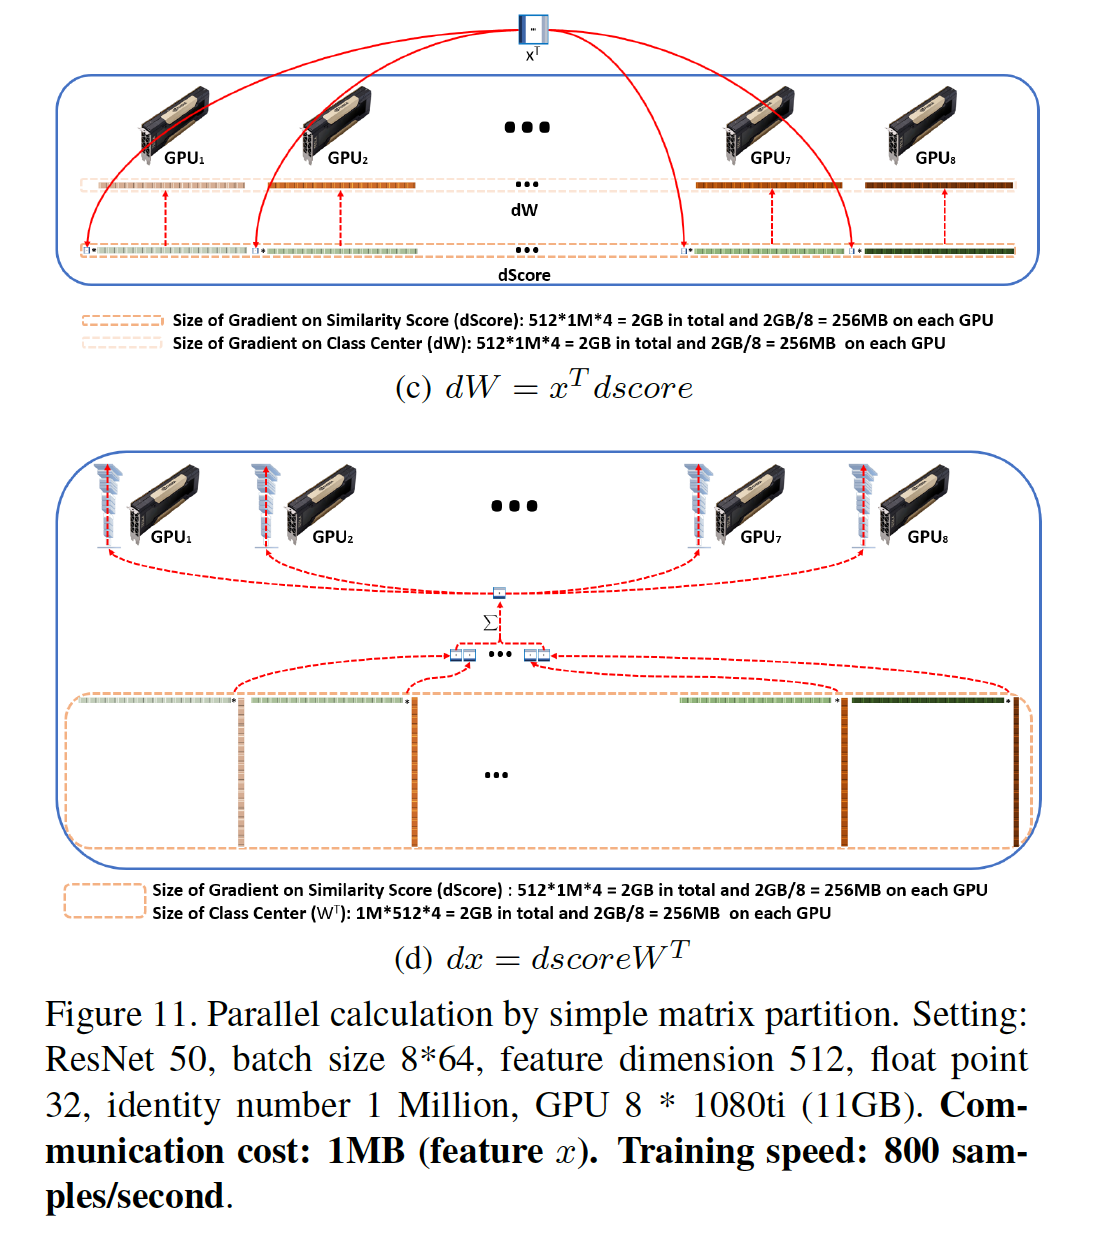 x^T
GPU₁ GPU₂ ... GPU₇ GPU₈
...
dW
* * ... * *
dScore
Size of Gradient on Similarity Score (dScore): 512*1M*4 = 2GB in total and 2GB/8 = 256MB on each GPU
Size of Gradient on Class Center (dW): 512*1M*4 = 2GB in total and 2GB/8 = 256MB on each GPU
(c) dW = x^T dscore
GPU₁ GPU₂ ... GPU₇ GPU₈
∑
...
* * * *
...
Size of Gradient on Similarity Score (dScore) : 512*1M*4 = 2GB in total and 2GB/8 = 256MB on each GPU
Size of Class Center (W^T): 1M*512*4 = 2GB in total and 2GB/8 = 256MB on each GPU
(d) dx = dscoreW^T
Figure 11. Parallel calculation by simple matrix partition. Setting:
ResNet 50, batch size 8*64, feature dimension 512, float point
32, identity number 1 Million, GPU 8 * 1080ti (11GB). Com-
munication cost: 1MB (feature x). Training speed: 800 sam-
ples/second.